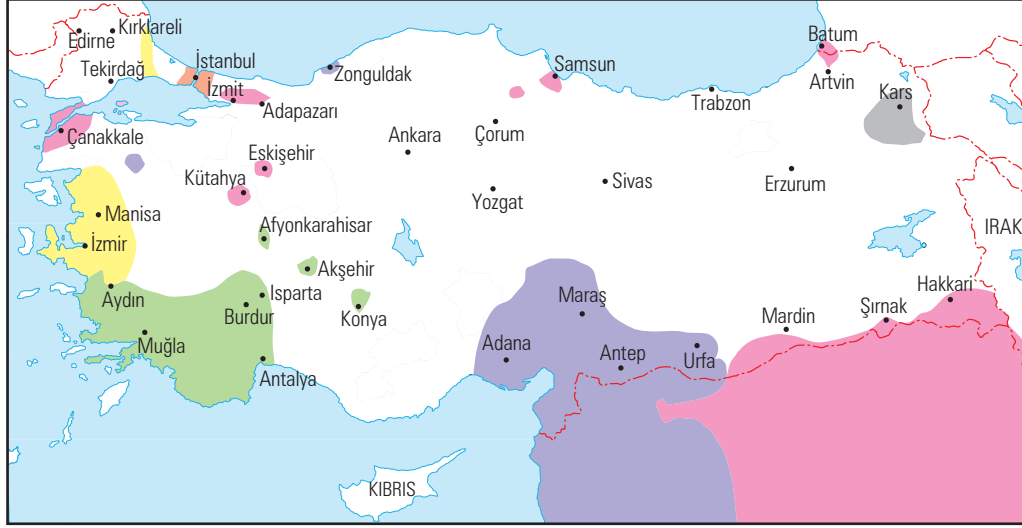 Kırklareli
Edirne
Tekirdağ
İstanbul
İzmit
Adapazarı
Zonguldak
Samsun
Batum
Artvin
Kars
Trabzon
Çanakkale
Ankara
Çorum
Eskişehir
Kütahya
Sivas
Erzurum
Yozgat
Manisa
Afyonkarahisar
İzmir
IRAK
Akşehir
Aydın
Isparta
Burdur
Konya
Maraş
Hakkari
Şırnak
Mardin
Muğla
Adana
Antep
Urfa
Antalya
KIBRIS